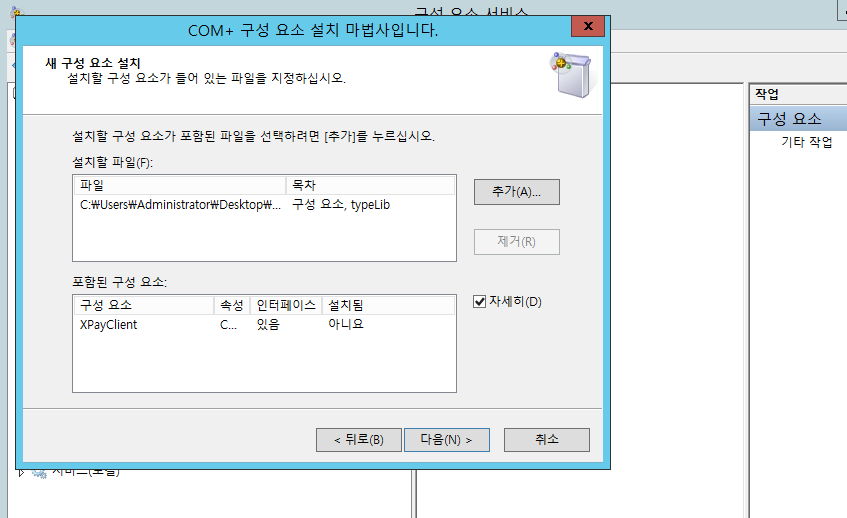 구성 요소 서비스
COM+ 구성 요소 설치 마법사입니다.
x
새 구성 요소 설치
설치할 구성 요소가 들어 있는 파일을 지정하십시오.
설치할 구성 요소가 포함된 파일을 선택하려면 [추가]를 누르십시오.
설치할 파일(F):
파일 목차
C:₩Users₩Administrator₩Desktop₩... 구성 요소, typeLib
추가(A)...
제거(R)
포함된 구성 요소:
구성 요소 속성 인터페이스 설치됨
XPayClient C... 있음 아니요
자세히(D)
< 뒤로(B) 다음(N) > 취소
서비스(로컬)
작업
구성 요소
기타 작업